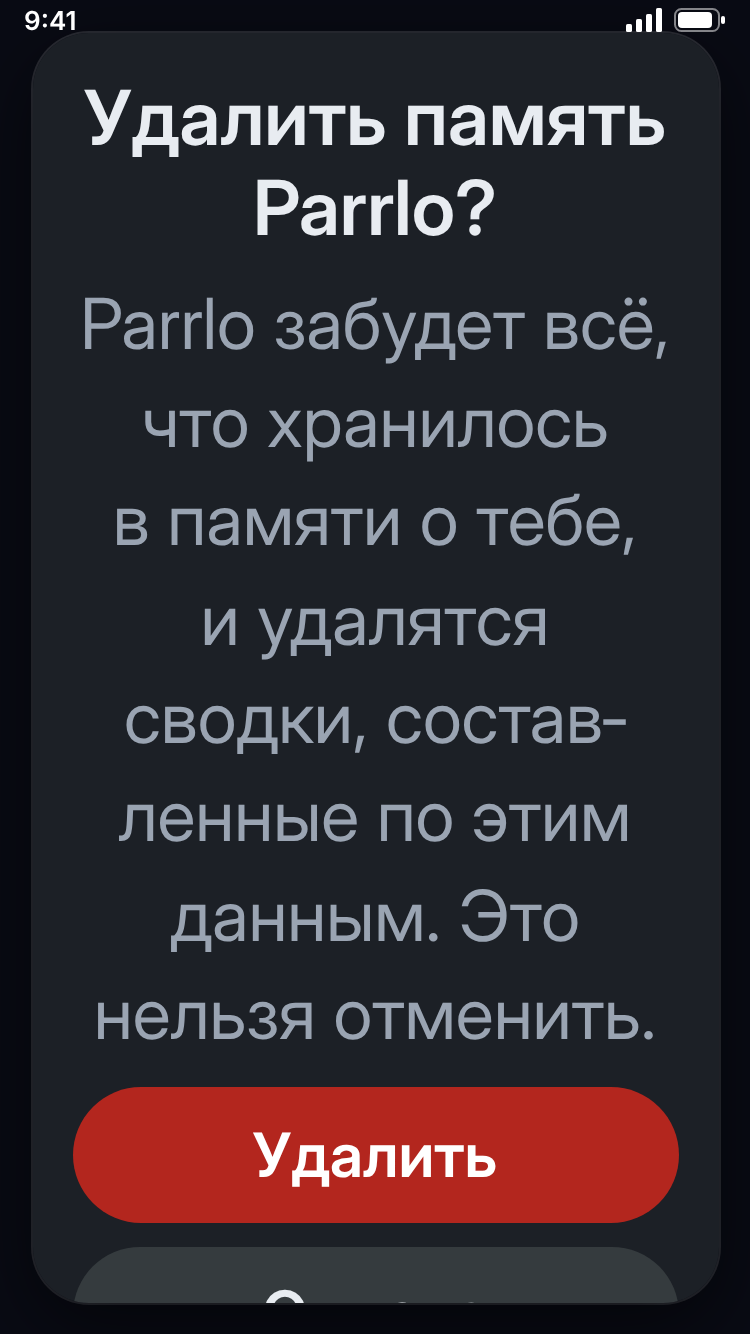 9:41
Удалить память
Parrlo?
Parrlo забудет всё,
что хранилось
в памяти о тебе,
и удалятся
сводки, состав-
ленные по этим
данным. Это
нельзя отменить.
Удалить